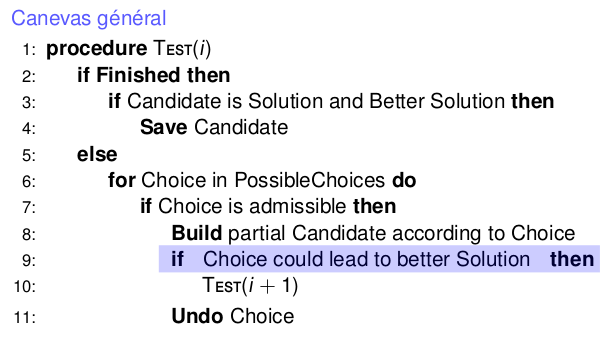 Canevas général
1: procedure TEST(i)
2: if Finished then
3: if Candidate is Solution and Better Solution then
4: Save Candidate
5: else
6: for Choice in PossibleChoices do
7: if Choice is admissible then
8: Build partial Candidate according to Choice
9: if Choice could lead to better Solution then
10: TEST(i + 1)
11: Undo Choice